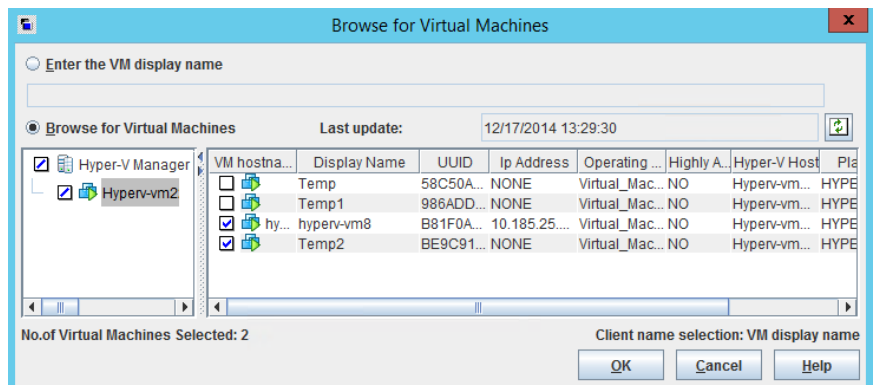 Browse for Virtual Machines
x
Enter the VM display name
Browse for Virtual Machines Last update: 12/17/2014 13:29:30
Hyper-V Manager
Hyperv-vm2
VM hostna... Display Name UUID Ip Address Operating ... Highly A... Hyper-V Host Pla
Temp 58C50A... NONE Virtual_Mac... NO Hyperv-vm... HYPE
Temp1 986ADD... NONE Virtual_Mac... NO Hyperv-vm... HYPE
hy... hyperv-vm8 B81F0A... 10.185.25.... Virtual_Mac... NO Hyperv-vm... HYPE
Temp2 BE9C91... NONE Virtual_Mac... NO Hyperv-vm... HYPE
No.of Virtual Machines Selected: 2 Client name selection: VM display name
OK Cancel Help